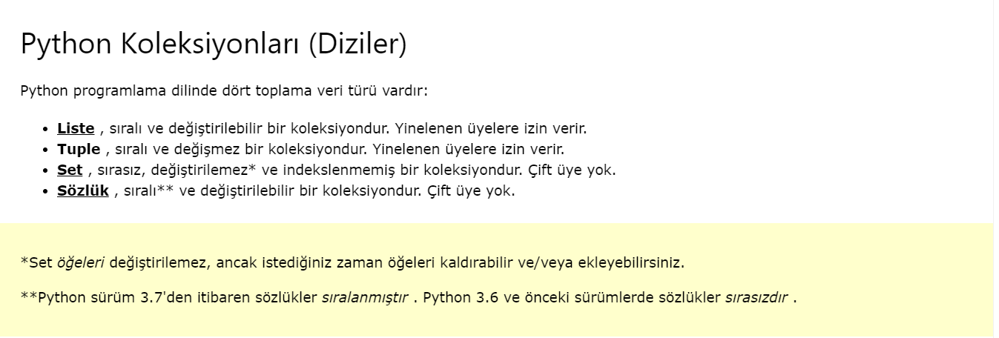 Python Koleksiyonları (Diziler)
Python programlama dilinde dört toplama veri türü vardır:
• Liste , sıralı ve değiştirilebilir bir koleksiyondur. Yinelenen üyelere izin verir.
• Tuple , sıralı ve değişmez bir koleksiyondur. Yinelenen üyelere izin verir.
• Set , sırasız, değiştirilemez* ve indekslenmemiş bir koleksiyondur. Çift üye yok.
• Sözlük , sıralı** ve değiştirilebilir bir koleksiyondur. Çift üye yok.
*Set öğeleri değiştirilemez, ancak istediğiniz zaman öğeleri kaldırabilir ve/veya ekleyebilirsiniz.
**Python sürüm 3.7'den itibaren sözlükler sıralanmıştır . Python 3.6 ve önceki sürümlerde sözlükler sırasızdır .